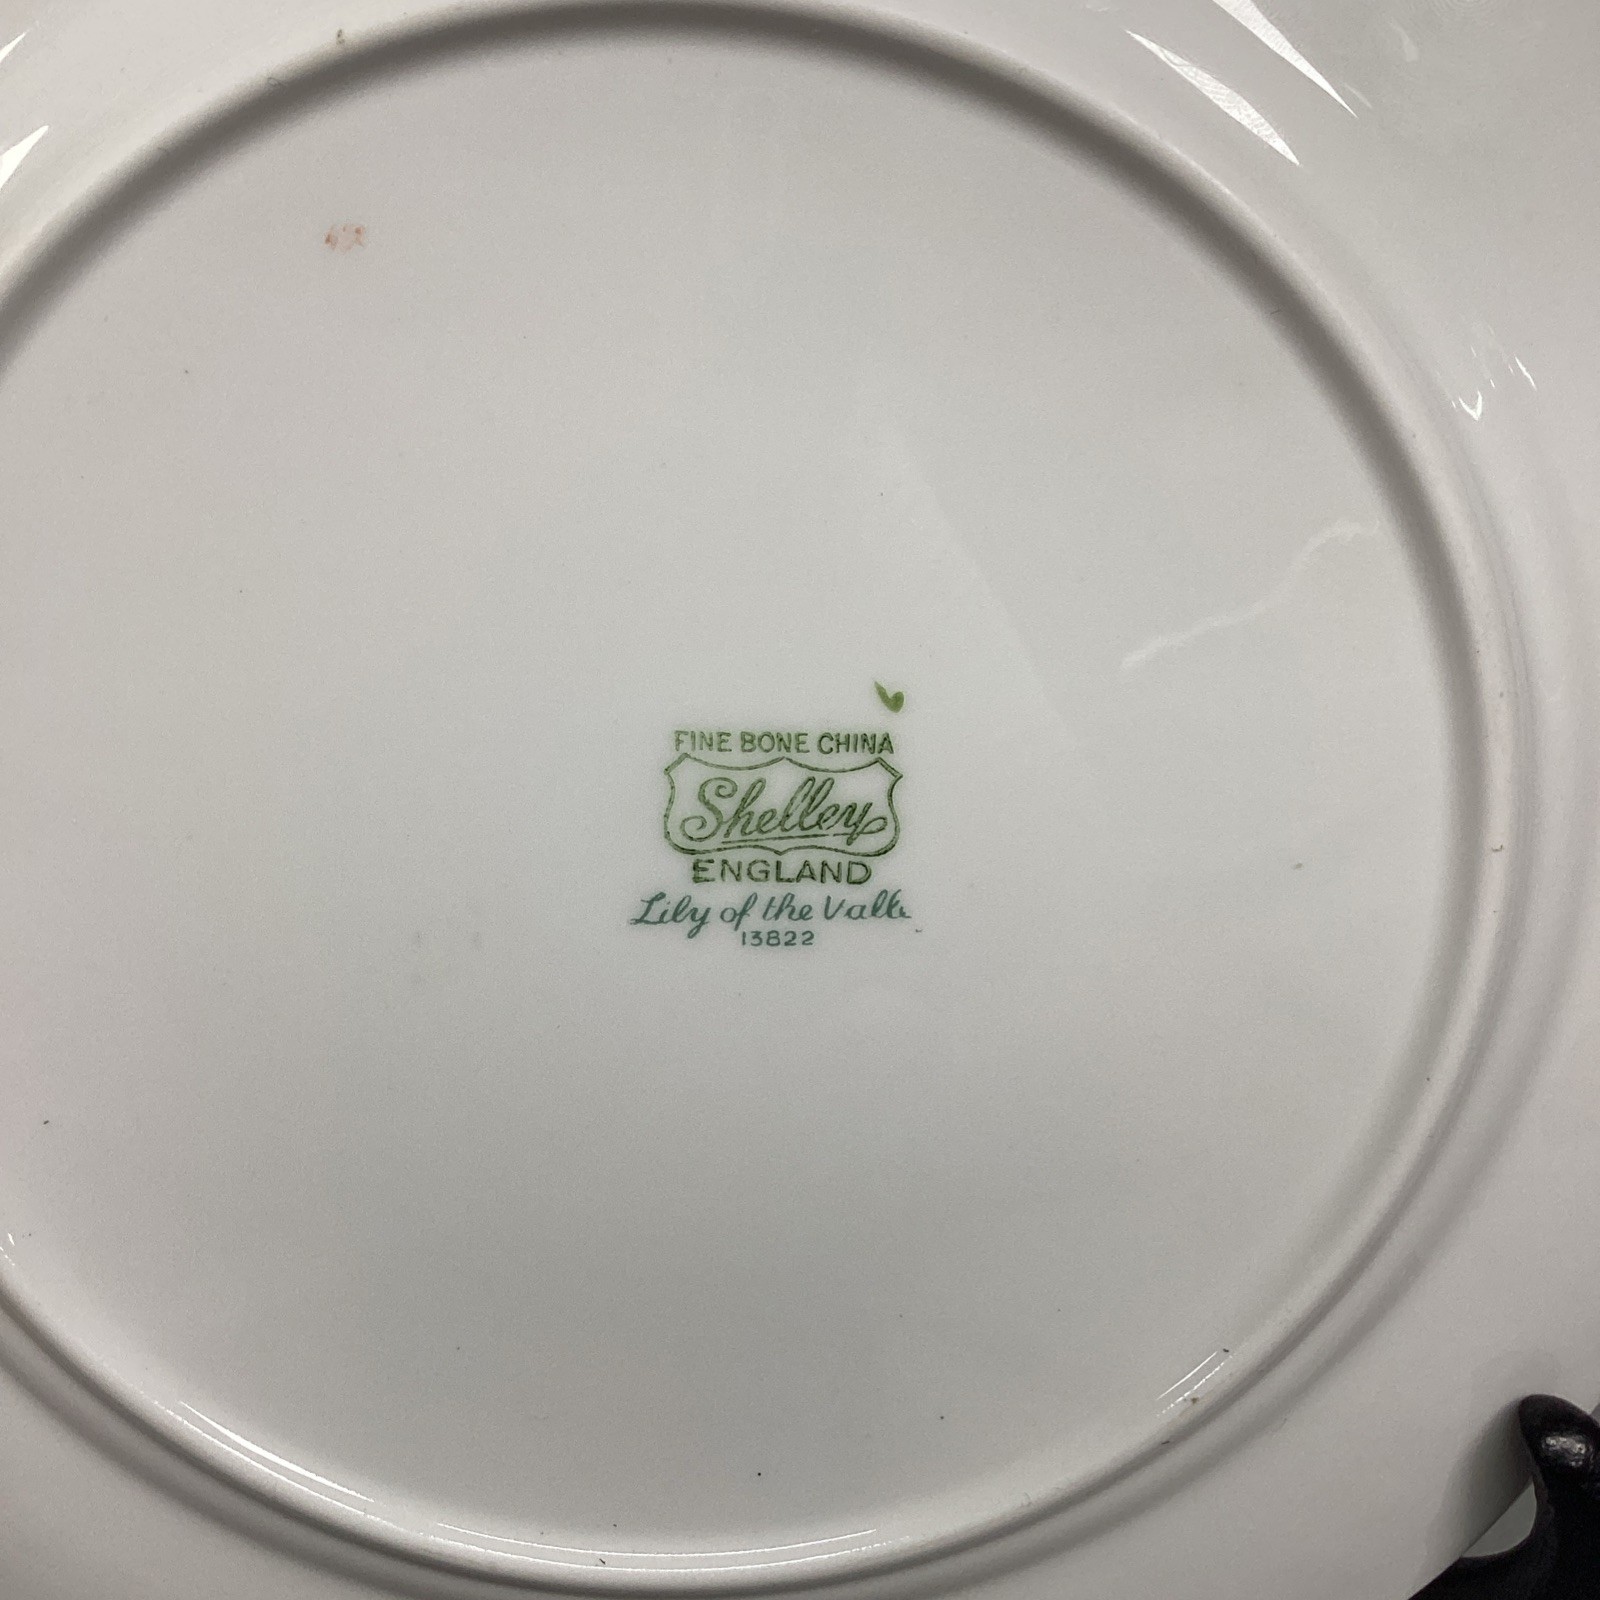 FINE BONE CHINA
Shelley
ENGLAND
Lily of the Valle
13822